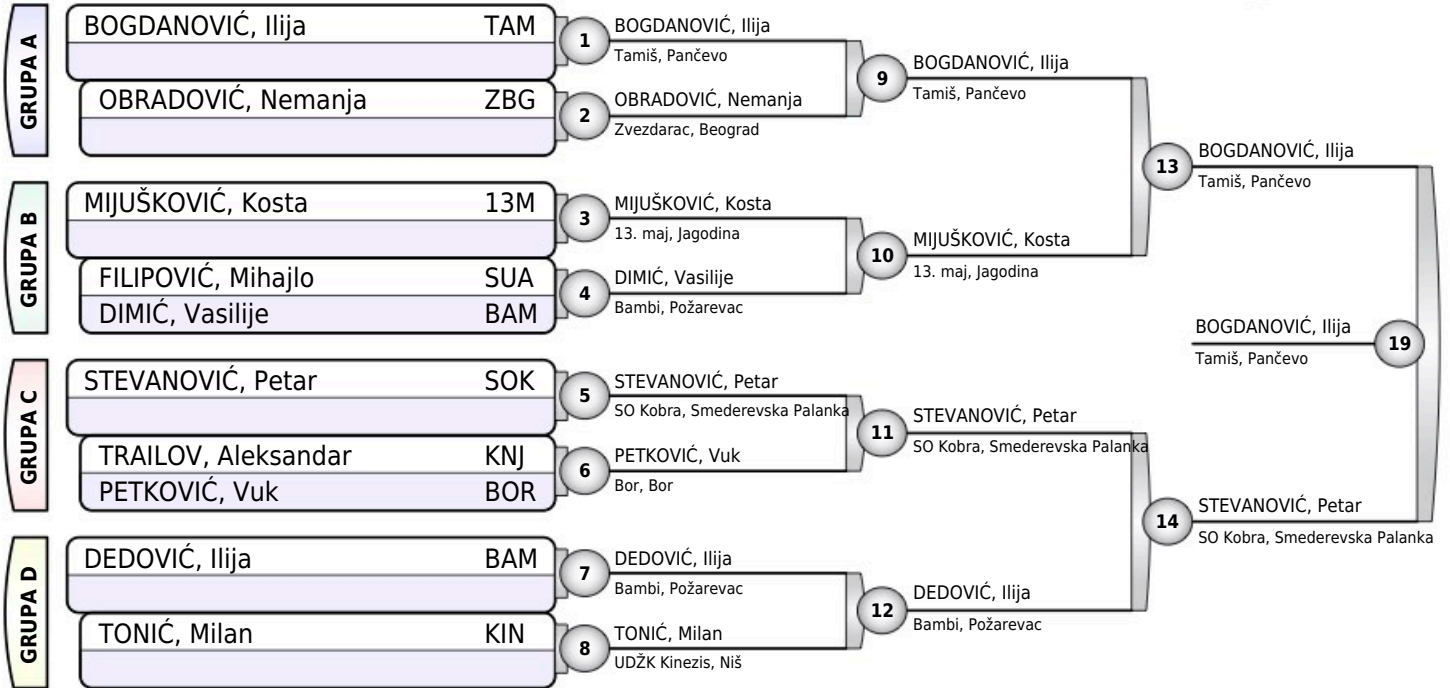 GRUPA A
BOGDANOVIĆ, Ilija TAM
OBRADOVIĆ, Nemanja ZBG
GRUPA B
MIJUŠKOVIĆ, Kosta 13M
FILIPOVIĆ, Mihajlo SUA
DIMIĆ, Vasilije BAM
GRUPA C
STEVANOVIĆ, Petar SOK
TRAILOV, Aleksandar KNJ
PETKOVIĆ, Vuk BOR
GRUPA D
DEDOVIĆ, Ilija BAM
TONIĆ, Milan KIN
1
BOGDANOVIĆ, Ilija
Tamiš, Pančevo
2
OBRADOVIĆ, Nemanja
Zvezdarac, Beograd
3
MIJUŠKOVIĆ, Kosta
13. maj, Jagodina
4
DIMIĆ, Vasilije
Bambi, Požarevac
5
STEVANOVIĆ, Petar
SO Kobra, Smederevska Palanka
6
PETKOVIĆ, Vuk
Bor, Bor
7
DEDOVIĆ, Ilija
Bambi, Požarevac
8
TONIĆ, Milan
UDŽK Kinezis, Niš
9
BOGDANOVIĆ, Ilija
Tamiš, Pančevo
10
MIJUŠKOVIĆ, Kosta
13. maj, Jagodina
11
STEVANOVIĆ, Petar
SO Kobra, Smederevska Palanka
12
DEDOVIĆ, Ilija
Bambi, Požarevac
13
BOGDANOVIĆ, Ilija
Tamiš, Pančevo
14
STEVANOVIĆ, Petar
SO Kobra, Smederevska Palanka
BOGDANOVIĆ, Ilija
Tamiš, Pančevo
19